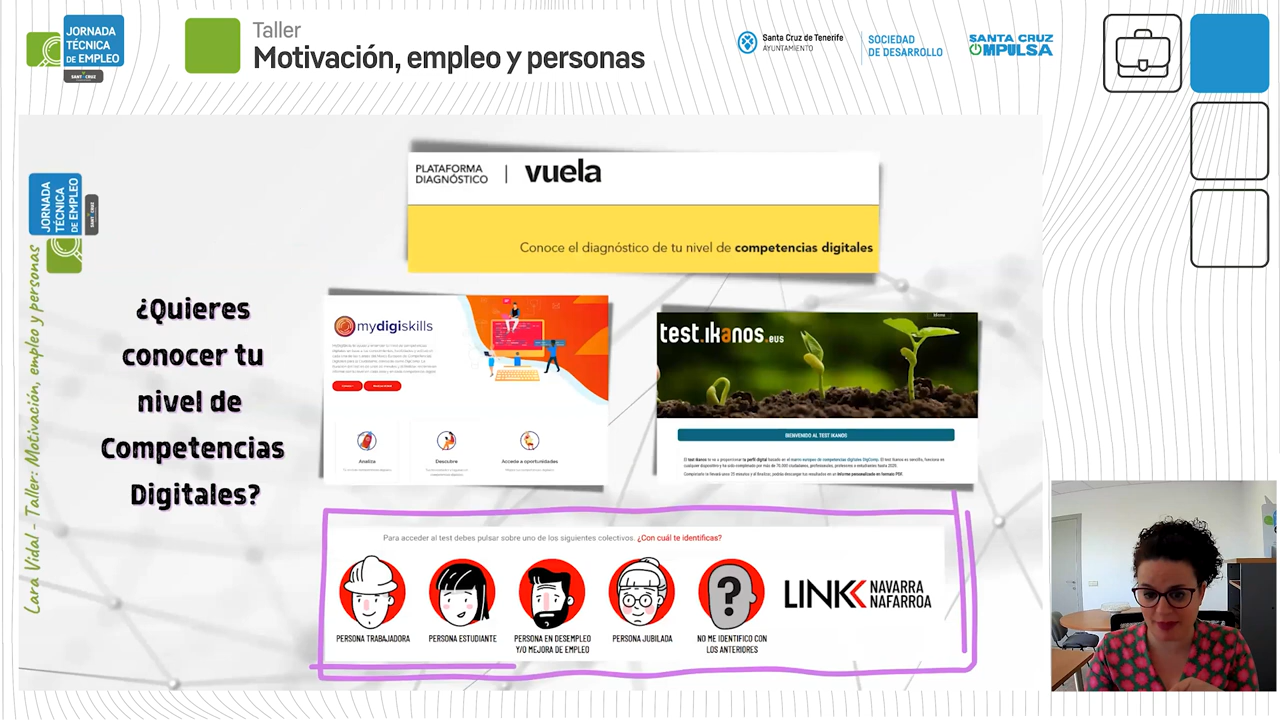 JORNADA
TÉCNICA
DE EMPLEO
SANTA CRUZ
Taller
Motivación, empleo y personas
Santa Cruz de Tenerife
AYUNTAMIENTO
SOCIEDAD
DE DESARROLLO
SANTA CRUZ
OMPULSA
JORNADA
TÉCNICA
DE EMPLEO
Lara Vidal - Taller: Motivación, empleo y personas
¿Quieres
conocer tu
nivel de
Competencias
Digitales?
PLATAFORMA
DIAGNÓSTICO
vuela
Conoce el diagnóstico de tu nivel de competencias digitales
mydigiskills
Analiza
Descubre
Accede a oportunidades
Idioma
test.ikanos.eus
BIENVENIDO AL TEST IKANOS
Para acceder al test debes pulsar sobre uno de los siguientes colectivos. ¿Con cuál te identificas?
PERSONA TRABAJADORA
PERSONA ESTUDIANTE
PERSONA EN DESEMPLEO
Y/O MEJORA DE EMPLEO
PERSONA JUBILADA
?
NO ME IDENTIFICO CON
LOS ANTERIORES
LINK
NAVARRA
NAFARROA